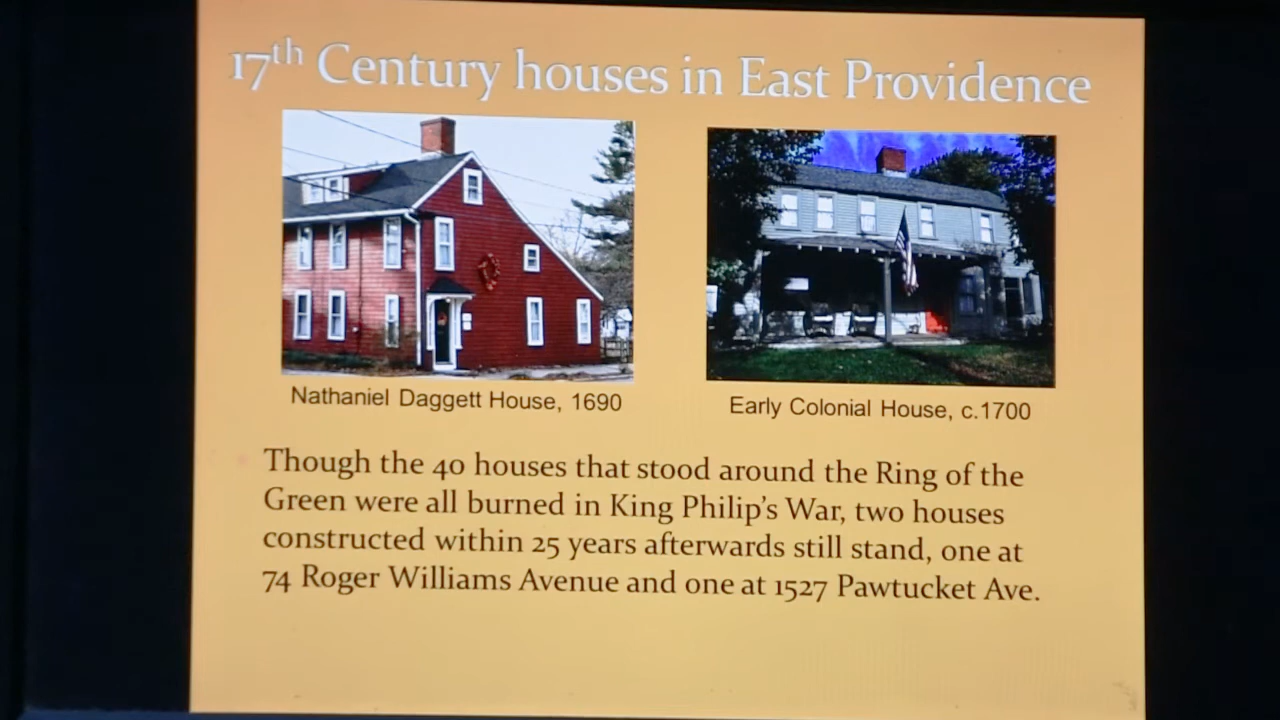 17th Century houses in East Providence
Nathaniel Daggett House, 1690
Early Colonial House, c.1700
Though the 40 houses that stood around the Ring of the
Green were all burned in King Philip's War, two houses
constructed within 25 years afterwards still stand, one at
74 Roger Williams Avenue and one at 1527 Pawtucket Ave.